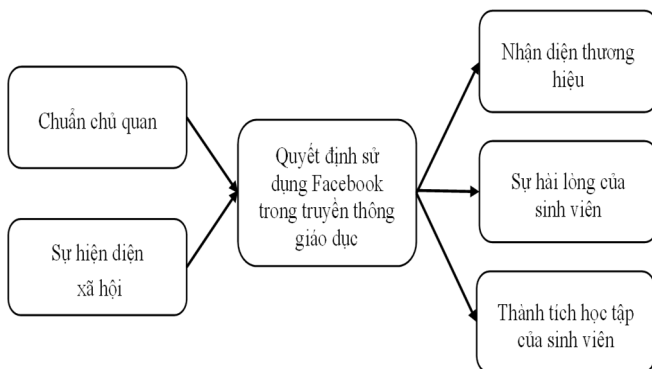 Chuẩn chủ quan
Sự hiện diện
xã hội
Quyết định sử
dụng Facebook
trong truyền thông
giáo dục
Nhận diện thương
hiệu
Sự hài lòng của
sinh viên
Thành tích học tập
của sinh viên